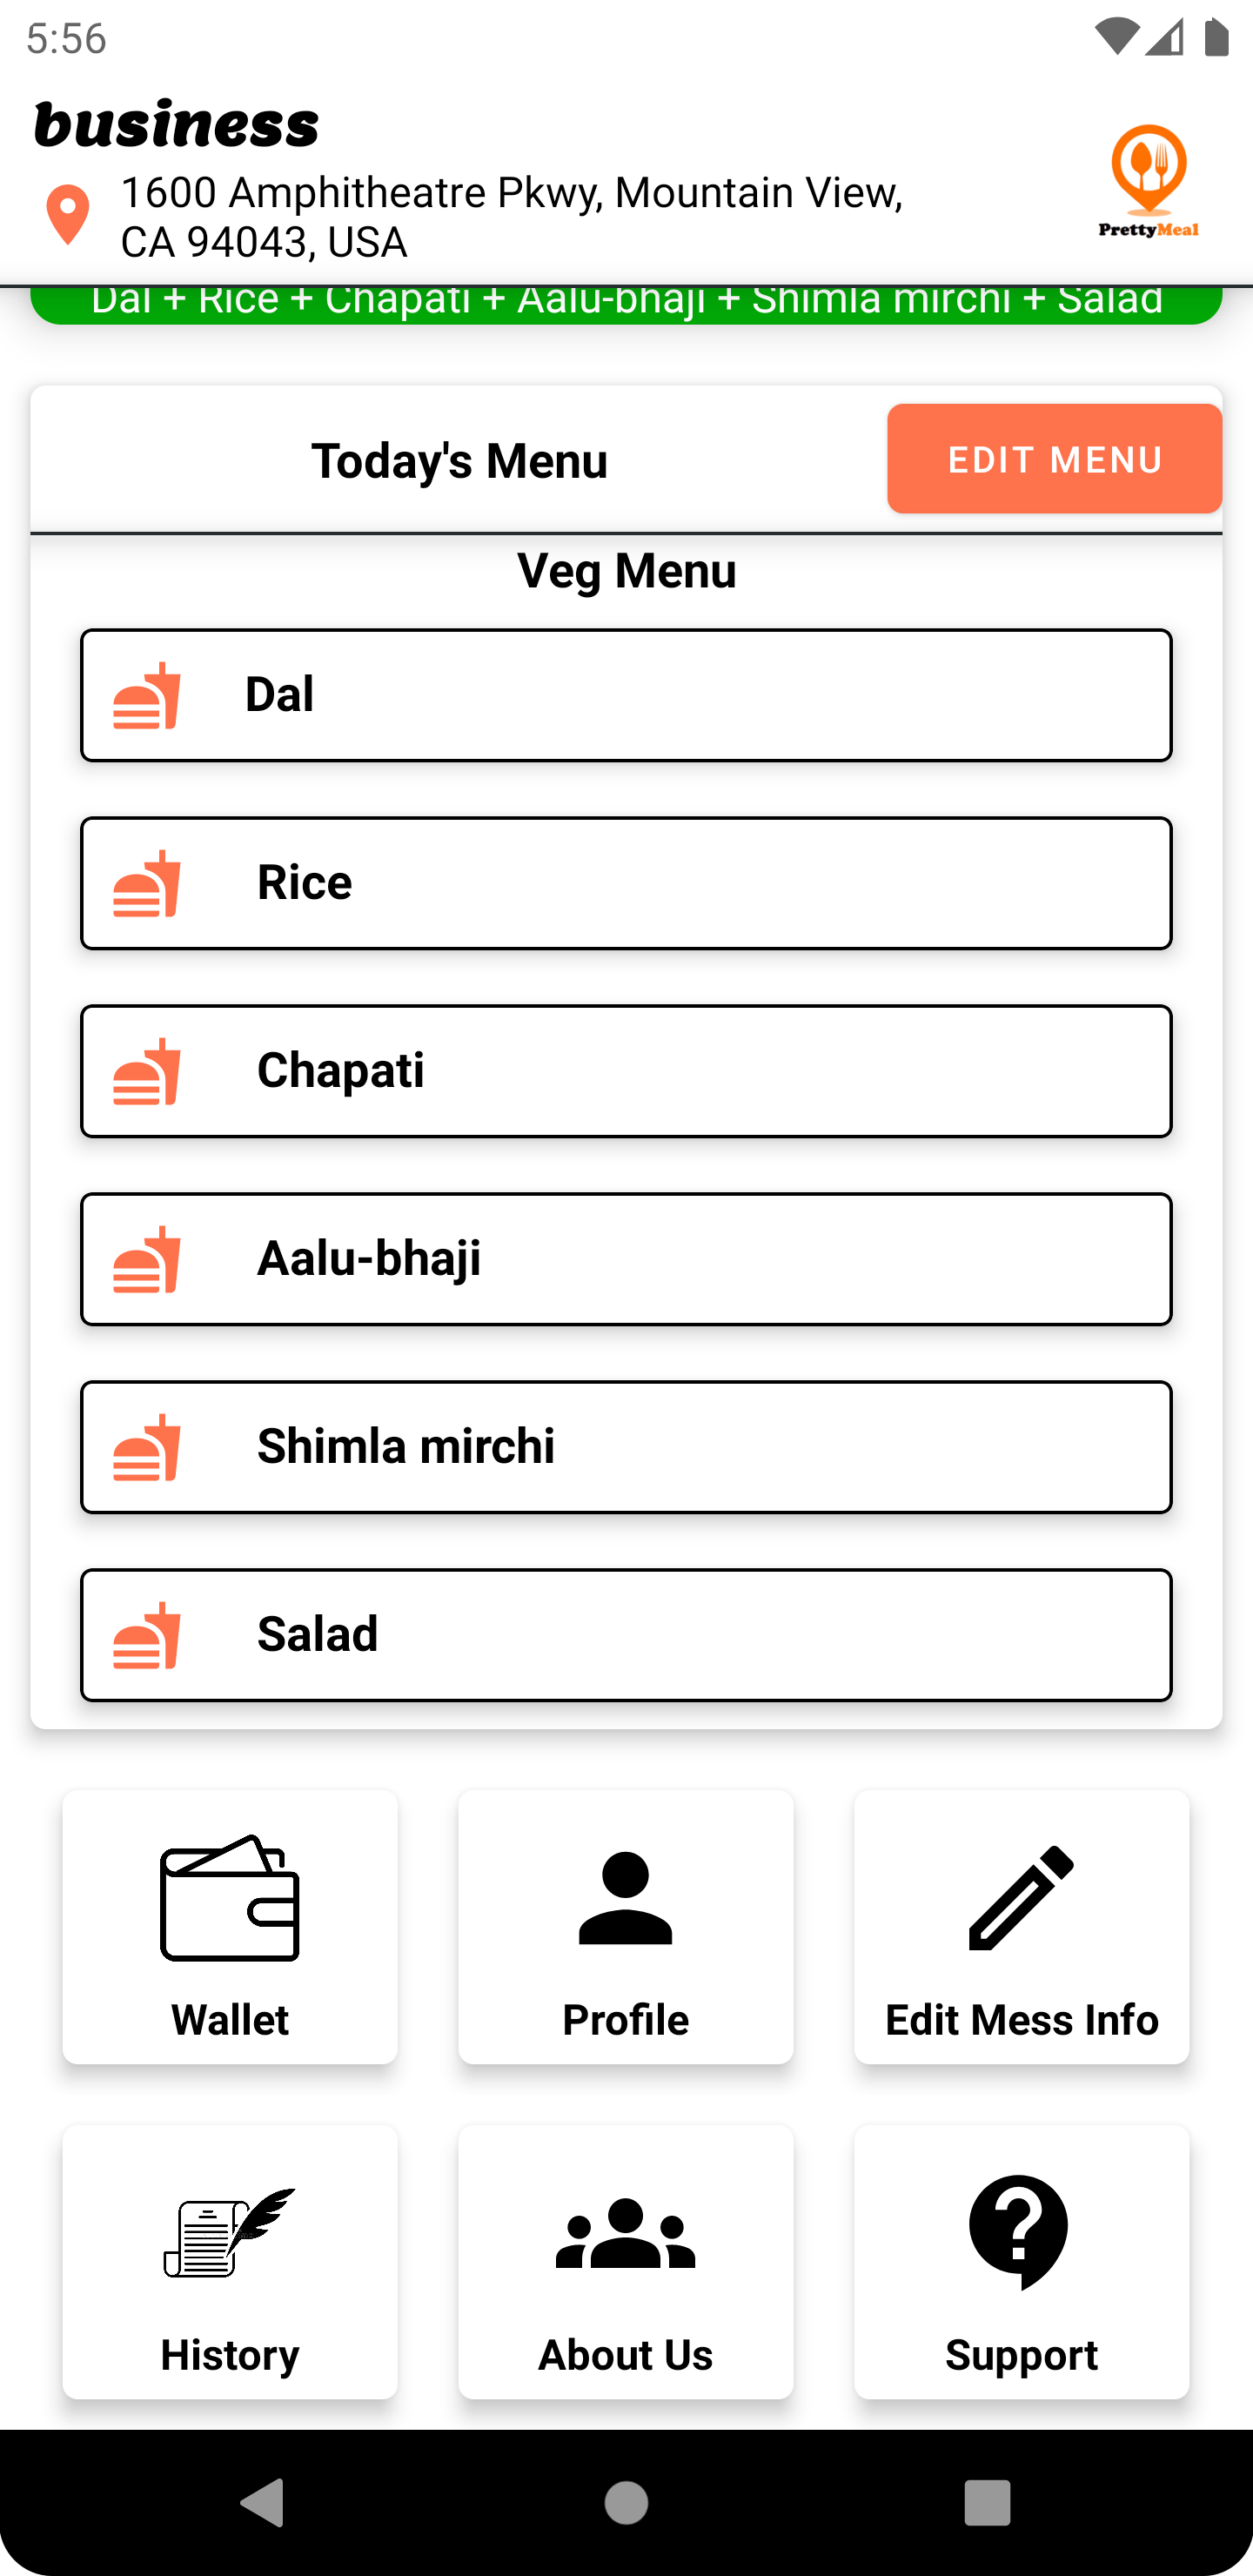 5:56
business
1600 Amphitheatre Pkwy, Mountain View,
CA 94043, USA
PrettyMeal
Dal + Rice + Chapati + Aalu-bhaji + Shimla mirchi + Salad
Today's Menu
EDIT MENU
Veg Menu
Dal
Rice
Chapati
Aalu-bhaji
Shimla mirchi
Salad
Wallet
Profile
Edit Mess Info
History
About Us
Support